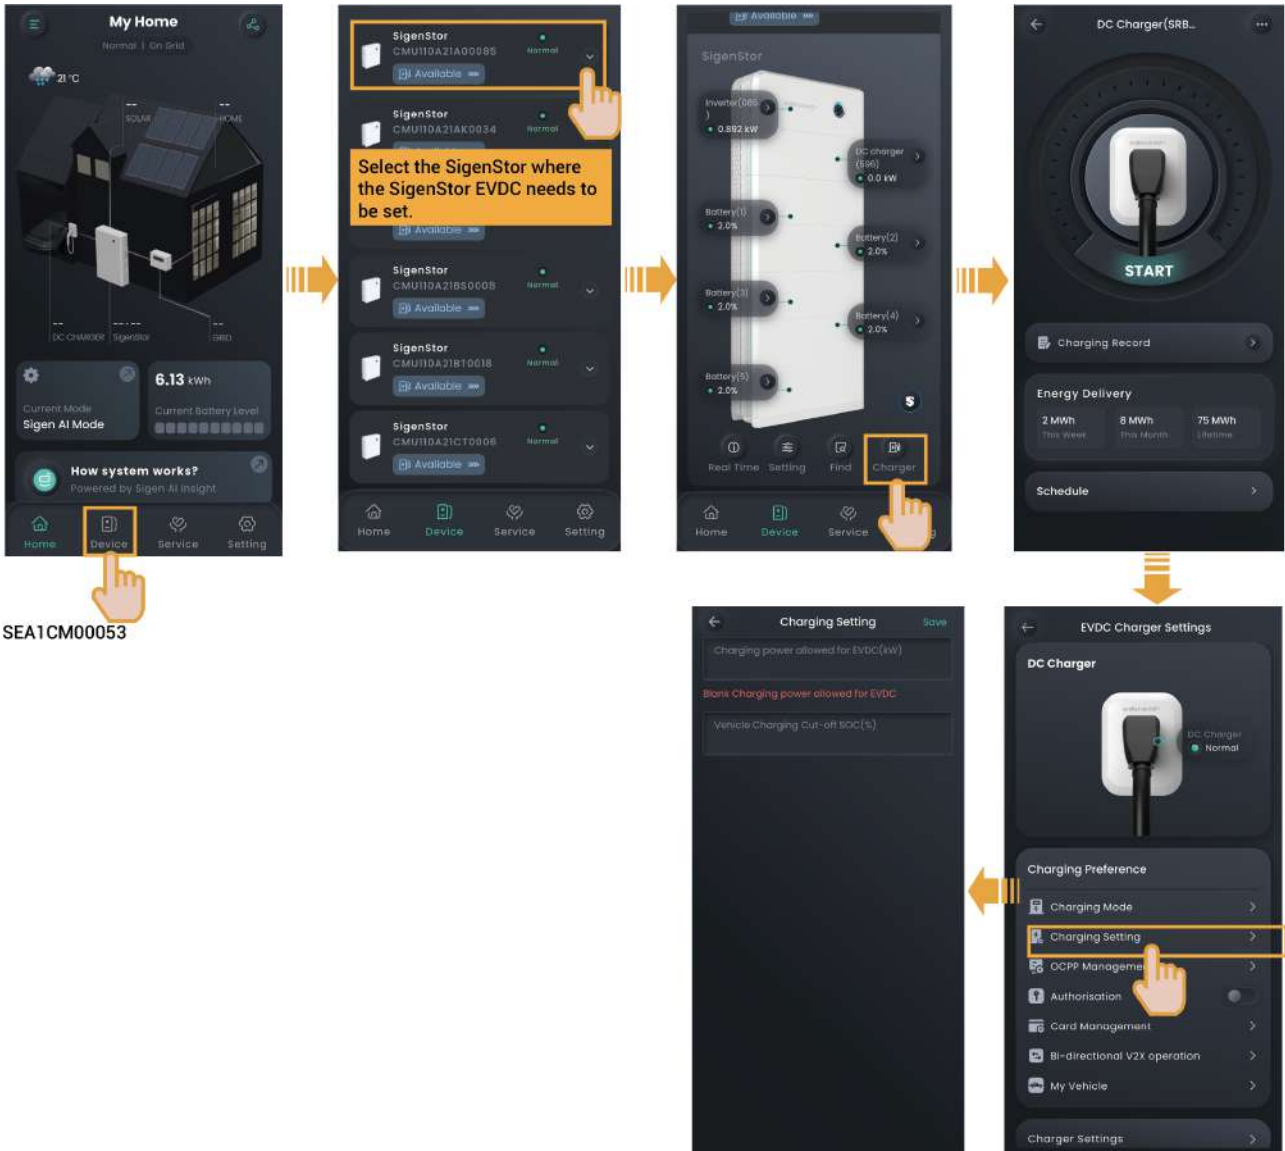 My Home
Normal | On Grid
21 °C
--
SOLAR
--
HOME
--
DC CHARGER
-- · --
SigenStor
--
GRID
Current Mode
Sigen AI Mode
6.13 kWh
Current Battery Level
How system works?
Powered by Sigen AI Insight
Home
Device
Service
Setting
SEA1CM00053
SigenStor
CMU110A21A00085
Normal
Available
SigenStor
CMU110A21AK0034
Normal
Select the SigenStor where
the SigenStor EVDC needs to
be set.
Available
SigenStor
CMU110A21BS0008
Normal
Available
SigenStor
CMU110A21BT0018
Normal
Available
SigenStor
CMU110A21CT0006
Normal
Available
Home
Device
Service
Setting
Available
SigenStor
Inverter(065
)
0.892 kW
DC charger
(596)
0.0 kW
Battery(1)
2.0%
Battery(2)
2.0%
Battery(3)
2.0%
Battery(4)
2.0%
Battery(5)
2.0%
Real Time
Setting
Find
Charger
Home
Device
Service
DC Charger(SRB...
START
Charging Record
Energy Delivery
2 MWh
This Week
8 MWh
This Month
75 MWh
Lifetime
Schedule
EVDC Charger Settings
DC Charger
DC Charger
Normal
Charging Preference
Charging Mode
Charging Setting
OCPP Manageme
Authorisation
Card Management
Bi-directional V2X operation
My Vehicle
Charger Settings
Charging Setting
Save
Charging power allowed for EVDC(kW)
Blank Charging power allowed for EVDC
Vehicle Charging Cut-off SOC(%)